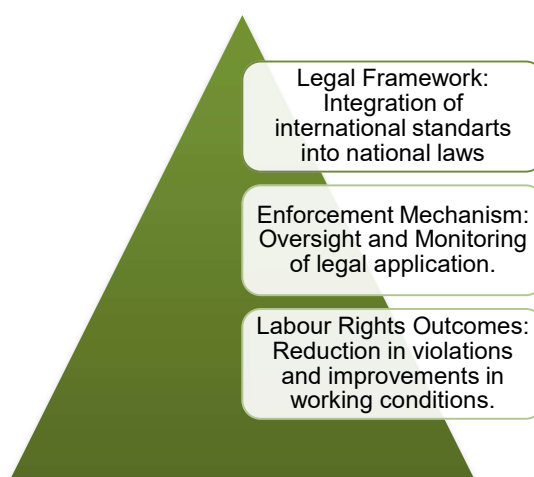 Legal Framework:
Integration of
international standarts
into national laws
Enforcement Mechanism:
Oversight and Monitoring
of legal application.
Labour Rights Outcomes:
Reduction in violations
and improvements in
working conditions.